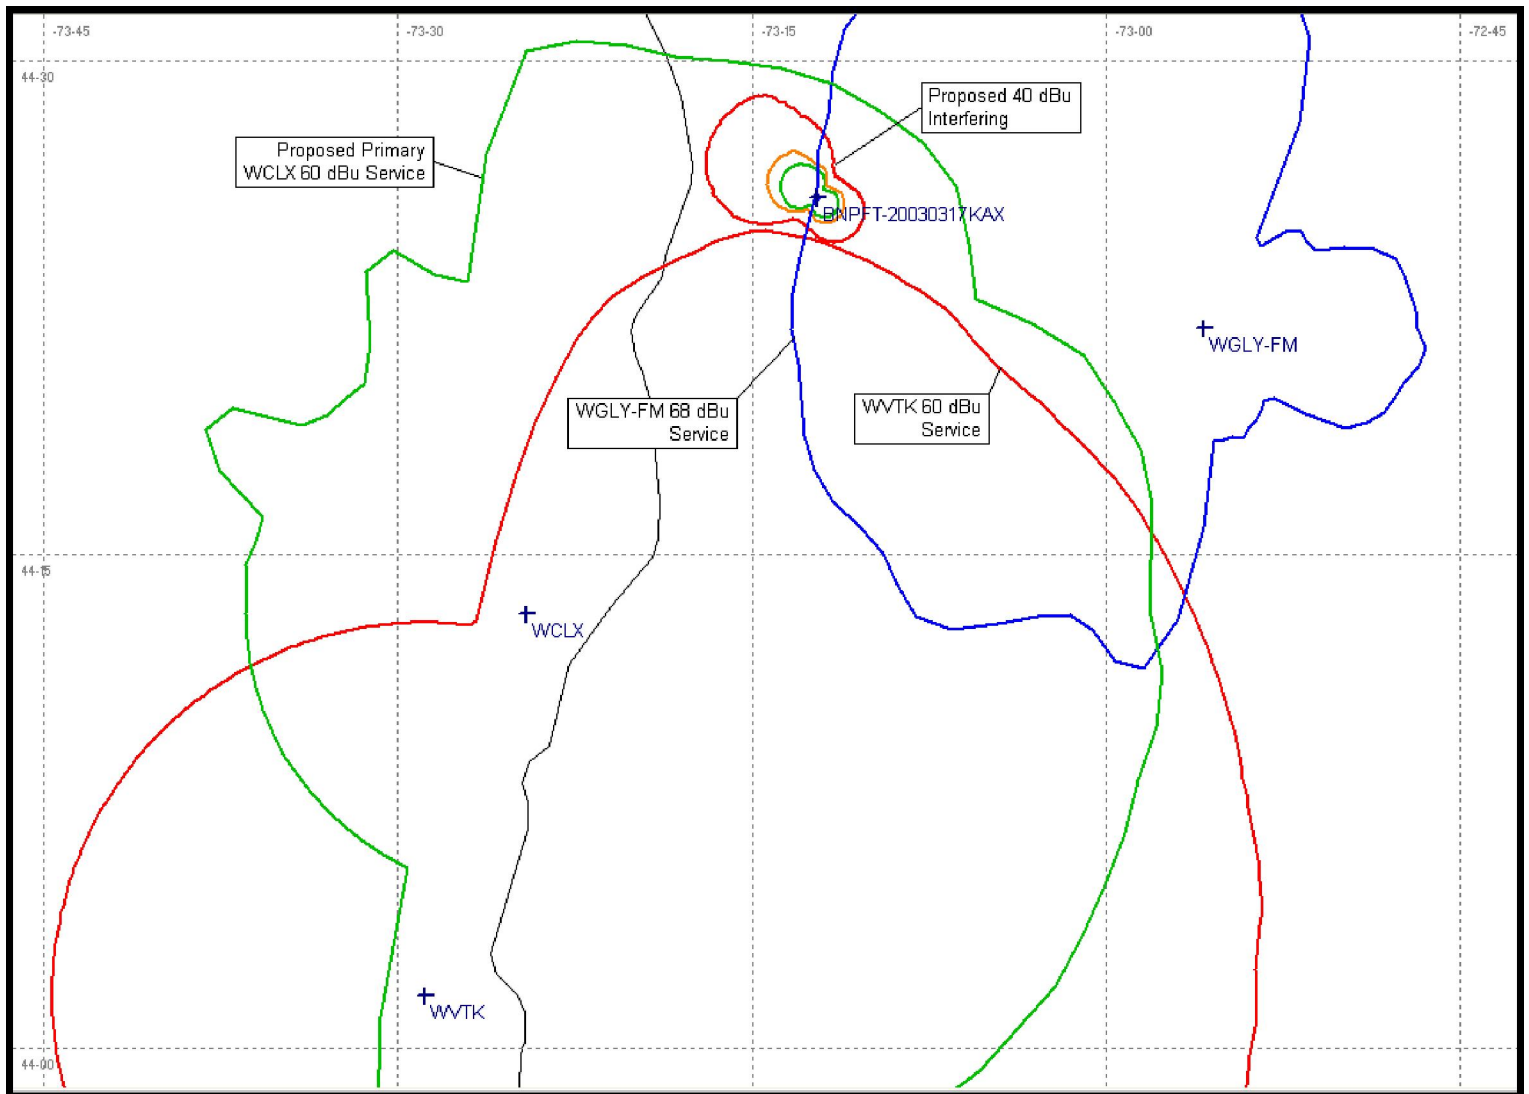 -73-45
-73-30
-73-15
-73-00
-72-45
44-30
Proposed 40 dBu
Interfering
Proposed Primary
WCLX 60 dBu Service
BNPFT-20030317KAX
WGLY-FM
WGLY-FM 68 dBu
Service
WVTK 60 dBu
Service
44-15
WCLX
WVTK
44-00